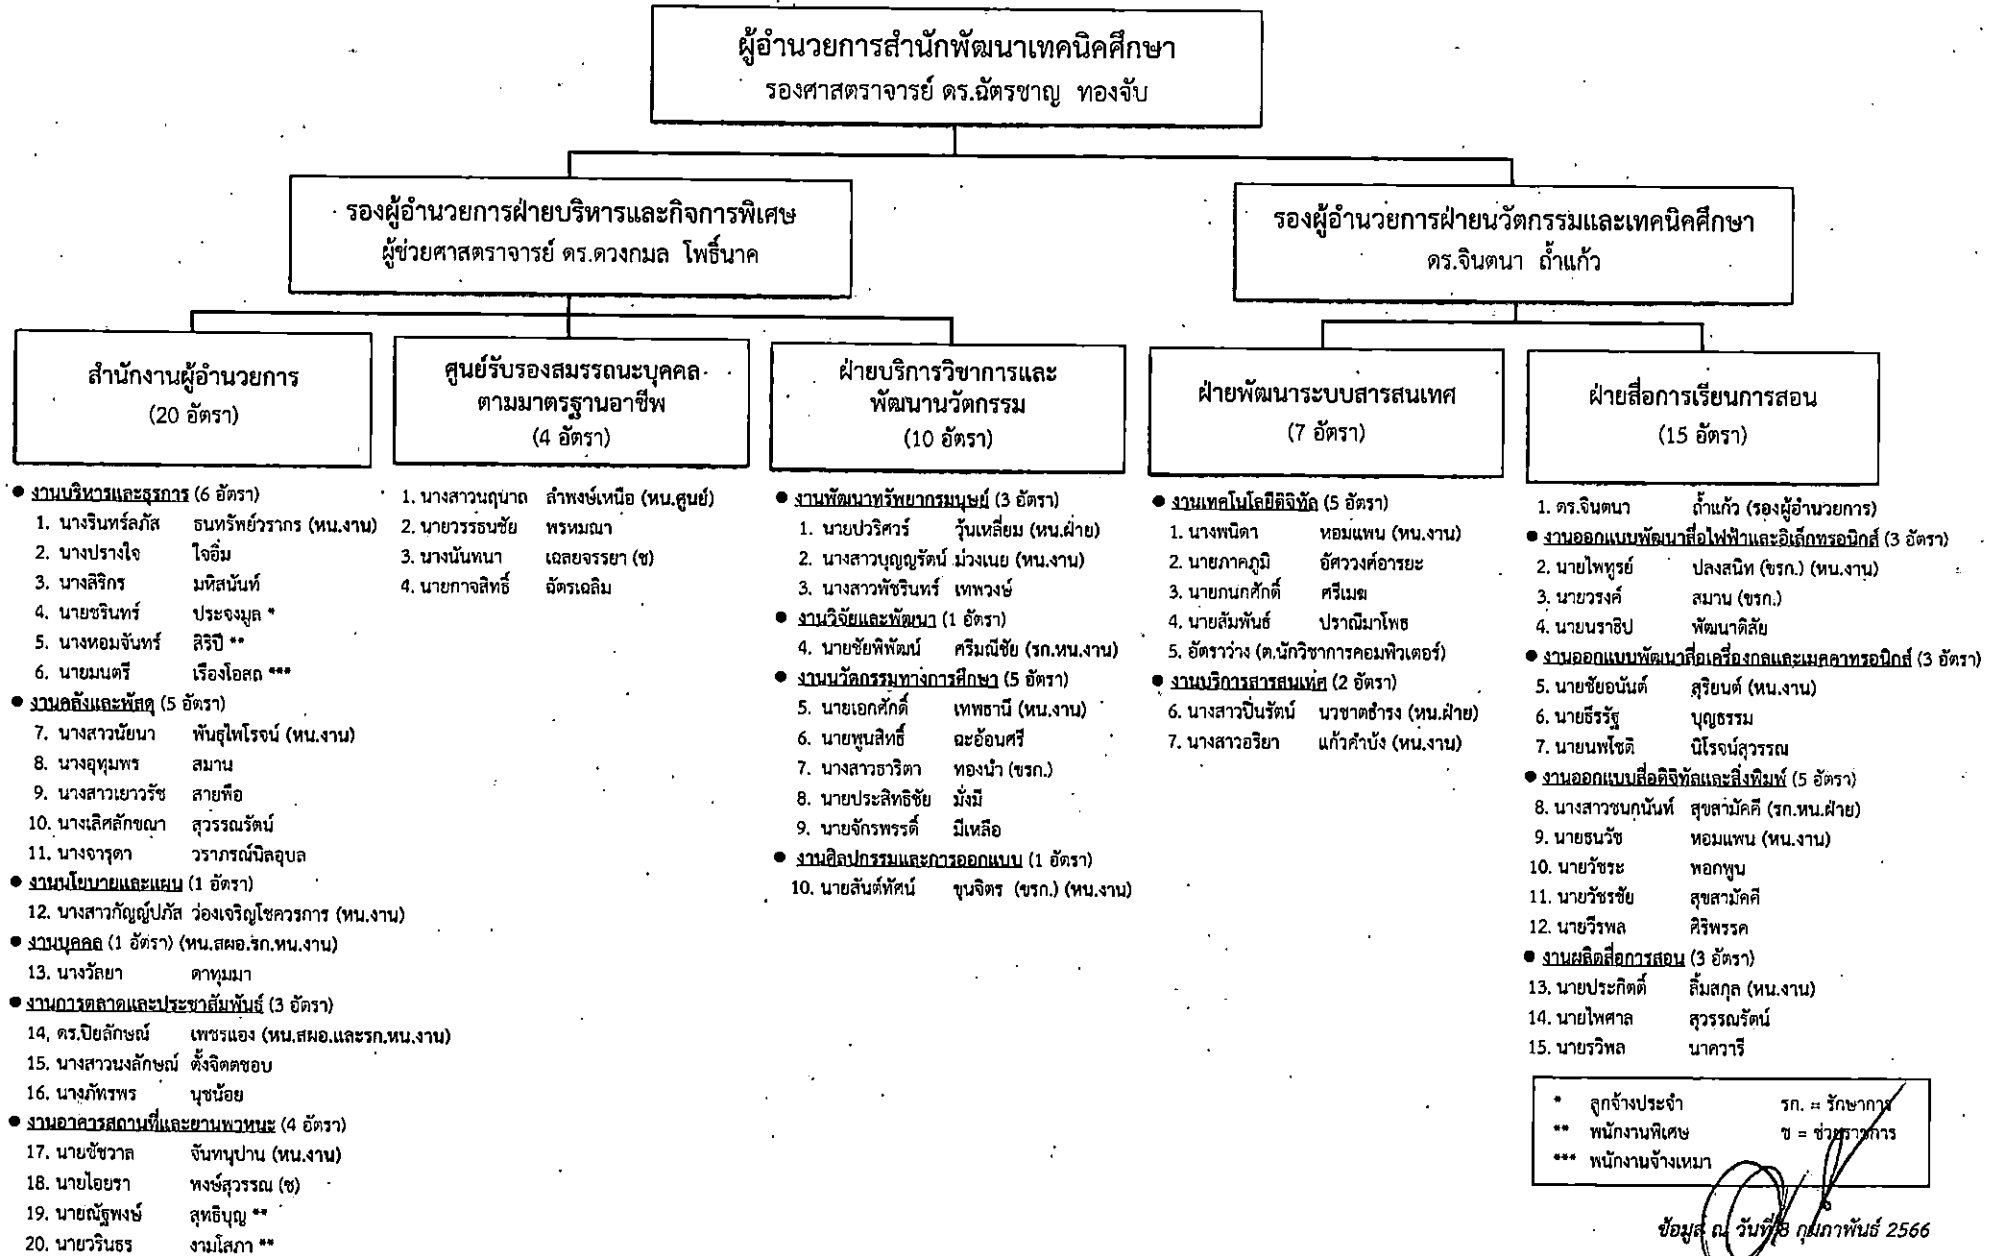 ผู้อำนวยการสำนักพัฒนาเทคนิคศึกษา
รองศาสตราจารย์ ดร.ฉัตรชาญ ทองจับ
รองผู้อำนวยการฝ่ายบริหารและกิจการพิเศษ
ผู้ช่วยศาสตราจารย์ ดร.ดวงกมล โพธิ์นาค
รองผู้อำนวยการฝ่ายนวัตกรรมและเทคนิคศึกษา
ดร.จินตนา ถ้ำแก้ว
สำนักงานผู้อำนวยการ
(20 อัตรา)
● งานบริหารและธุรการ (6 อัตรา)
1. นางรินทร์ลภัส ธนทรัพย์วรากร (หน.งาน)
2. นางปรางใจ ใจอิ่ม
3. นางสิริกร มหิสนันท์
4. นายชรินทร์ ประจงมูล *
5. นางหอมจันทร์ สิริปี **
6. นายมนตรี เรืองโอสถ ***
● งานคลังและพัสดุ (5 อัตรา)
7. นางสาวนัยนา พันธุ์ไพโรจน์ (หน.งาน)
8. นางอุทุมพร สมาน
9. นางสาวเยาวรัช สายพือ
10. นางเลิศลักขณา สุวรรณรัตน์
11. นางจารุดา วราภรณ์นิลอุบล
● งานนโยบายและแผน (1 อัตรา)
12. นางสาวกัญญ์ปภัส ว่องเจริญโชควรการ (หน.งาน)
● งานบุคคล (1 อัตรา) (หน.สผอ.รก.หน.งาน)
13. นางวัลยา ดาทุมมา
● งานการตลาดและประชาสัมพันธ์ (3 อัตรา)
14. ดร.ปิยลักษณ์ เพชรแอง (หน.สผอ.และรก.หน.งาน)
15. นางสาวนงลักษณ์ ตั้งจิตตชอบ
16. นางภัทรพร นุชน้อย
● งานอาคารสถานที่และยานพาหนะ (4 อัตรา)
17. นายชัชวาล จันทนุปาน (หน.งาน)
18. นายไอยรา หงษ์สุวรรณ (ช)
19. นายณัฐพงษ์ สุทธิบุญ **
20. นายวรินธร งามโสภา **
ศูนย์รับรองสมรรถนะบุคคล
ตามมาตรฐานอาชีพ
(4 อัตรา)
1. นางสาวนฤนาถ ลำพงษ์เหนือ (หน.ศูนย์)
2. นายวรรธนชัย พรหมณา
3. นางนันทนา เฉลยจรรยา (ช)
4. นายกาจสิทธิ์ ฉัตรเฉลิม
ฝ่ายบริการวิชาการและ
พัฒนานวัตกรรม
(10 อัตรา)
● งานพัฒนาทรัพยากรมนุษย์ (3 อัตรา)
1. นายปวริศวร์ วุ้นเหลี่ยม (หน.ฝ่าย)
2. นางสาวบุญญรัตน์ ม่วงเนย (หน.งาน)
3. นางสาวพัชรินทร์ เทพวงษ์
● งานวิจัยและพัฒนา (1 อัตรา)
4. นายชัยพิพัฒน์ ศรีมณีชัย (รก.หน.งาน)
● งานนวัตกรรมทางการศึกษา (5 อัตรา)
5. นายเอกศักดิ์ เทพธานี (หน.งาน)
6. นายพูนสิทธิ์ ฉะอ้อนศรี
7. นางสาวธาริตา ทองนำ (ขรก.)
8. นายประสิทธิชัย มั่งมี
9. นายจักรพรรดิ์ มีเหลือ
● งานศิลปกรรมและการออกแบบ (1 อัตรา)
10. นายสันต์ทัศน์ ขุนจิตร (ขรก.) (หน.งาน)
ฝ่ายพัฒนาระบบสารสนเทศ
(7 อัตรา)
● งานเทคโนโลยีดิจิทัล (5 อัตรา)
1. นางพนิดา หอมแพน (หน.งาน)
2. นายภาคภูมิ อัศววงศ์อารยะ
3. นายกนกศักดิ์ ศรีเมฆ
4. นายสัมพันธ์ ปราณีมาโพธ
5. อัตราว่าง (ต.นักวิชาการคอมพิวเตอร์)
● งานบริการสารสนเทศ (2 อัตรา)
6. นางสาวปิ่นรัตน์ นวชาตธำรง (หน.ฝ่าย)
7. นางสาวอริยา แก้วคำบ้ง (หน.งาน)
ฝ่ายสื่อการเรียนการสอน
(15 อัตรา)
1. ดร.จินตนา ถ้ำแก้ว (รองผู้อำนวยการ)
● งานออกแบบพัฒนาสื่อไฟฟ้าและอิเล็กทรอนิกส์ (3 อัตรา)
2. นายไพทูรย์ ปลงสนิท (ขรก.) (หน.งาน)
3. นายวรงค์ สมาน (ขรก.)
4. นายนราธิป พัฒนาดิสัย
● งานออกแบบพัฒนาสื่อเครื่องกลและเมคคาทรอนิกส์ (3 อัตรา)
5. นายชัยอนันต์ สุริยนต์ (หน.งาน)
6. นายธีรรัฐ บุญธรรม
7. นายนพโชติ นิโรจน์สุวรรณ
● งานออกแบบสื่อดิจิทัลและสิ่งพิมพ์ (5 อัตรา)
8. นางสาวชนกนันท์ สุขสามัคคี (รก.หน.ฝ่าย)
9. นายธนวัช หอมแพน (หน.งาน)
10. นายวัชระ พอกพูน
11. นายวัชรชัย สุขสามัคคี
12. นายวีรพล ศิริพรรค
● งานผลิตสื่อการสอน (3 อัตรา)
13. นายประกิตติ์ ลิ้มสกุล (หน.งาน)
14. นายไพศาล สุวรรณรัตน์
15. นายรวิพล นาควารี
* ลูกจ้างประจำ รก. = รักษาการ
** พนักงานพิเศษ ช = ช่วยราชการ
*** พนักงานจ้างเหมา
ข้อมูล ณ วันที่ 8 กุมภาพันธ์ 2566